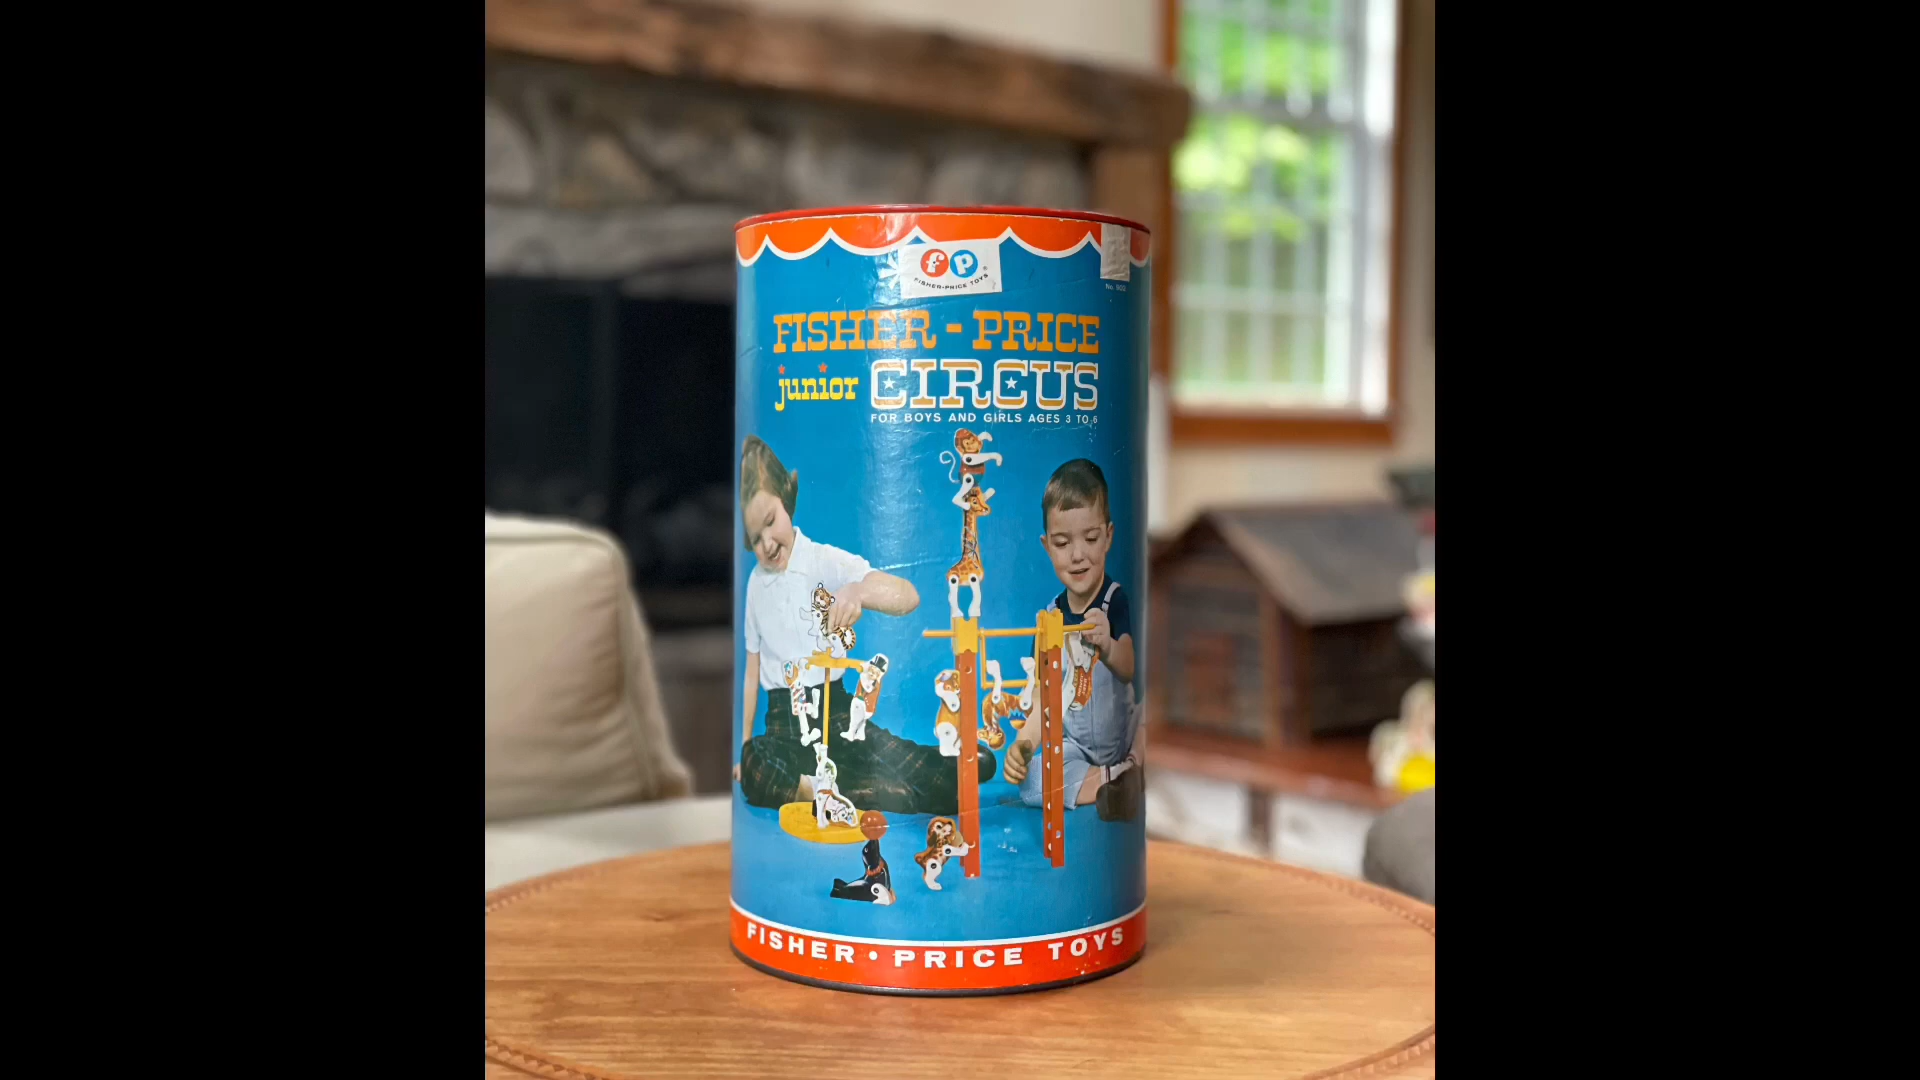 fp
FISHER-PRICE TOYS®
FISHER-PRICE
junior CIRCUS
FOR BOYS AND GIRLS AGES 3 TO 6
FISHER • PRICE TOYS